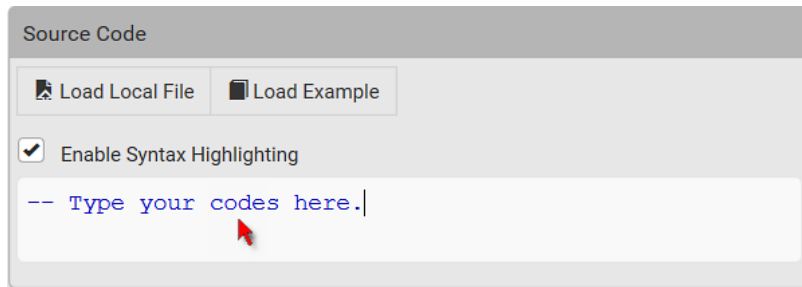 Source Code
Load Local File Load Example
Enable Syntax Highlighting
-- Type your codes here.